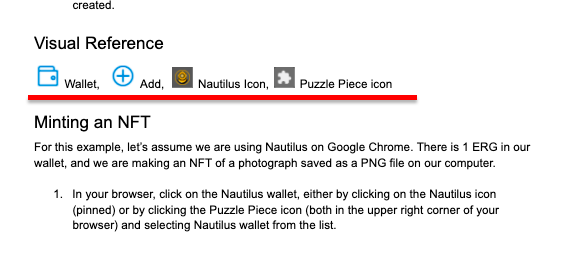 created.
Visual Reference
Wallet, Add, Nautilus Icon, Puzzle Piece icon
Minting an NFT
For this example, let’s assume we are using Nautilus on Google Chrome. There is 1 ERG in our
wallet, and we are making an NFT of a photograph saved as a PNG file on our computer.
1. In your browser, click on the Nautilus wallet, either by clicking on the Nautilus icon
(pinned) or by clicking the Puzzle Piece icon (both in the upper right corner of your
browser) and selecting Nautilus wallet from the list.